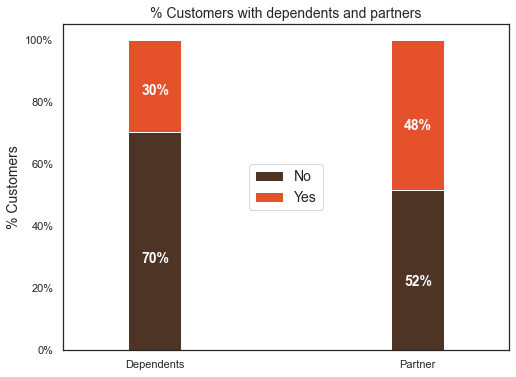 % Customers with dependents and partners
% Customers
100%
80%
60%
40%
20%
0%
30%
70%
48%
52%
No
Yes
Dependents
Partner